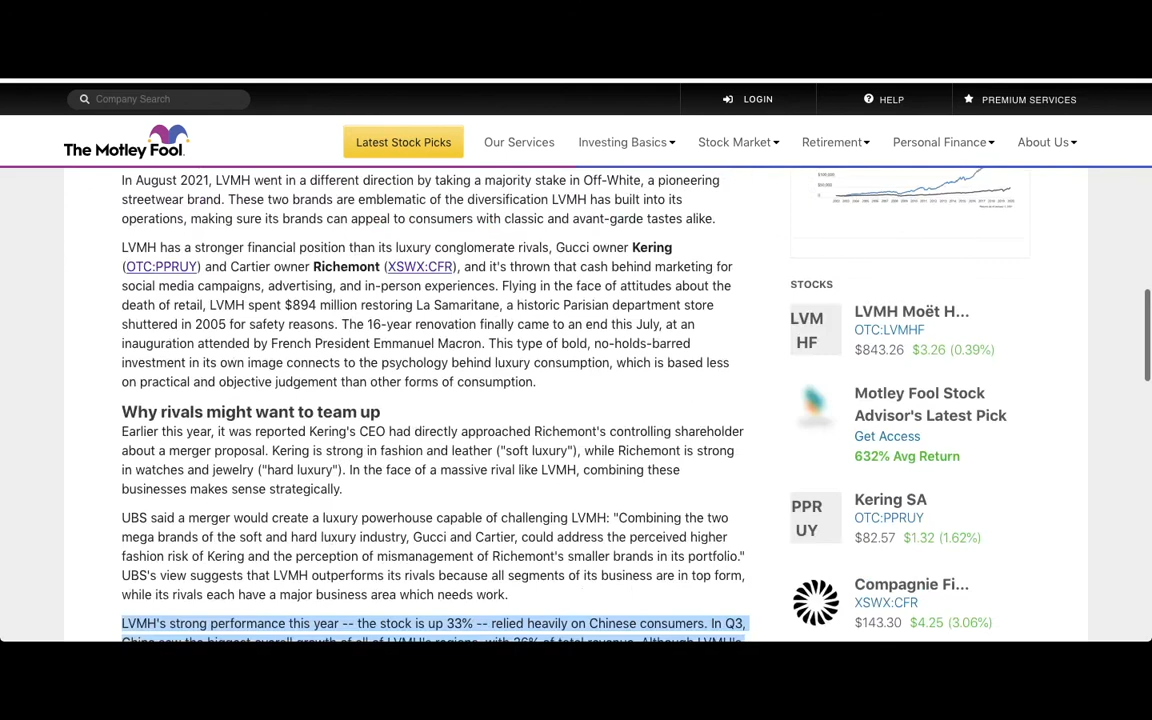 Company Search
LOGIN
HELP
PREMIUM SERVICES
The Motley Fool.
Latest Stock Picks
Our Services
Investing Basics
Stock Market
Retirement
Personal Finance
About Us
In August 2021, LVMH went in a different direction by taking a majority stake in Off-White, a pioneering
streetwear brand. These two brands are emblematic of the diversification LVMH has built into its
operations, making sure its brands can appeal to consumers with classic and avant-garde tastes alike.
LVMH has a stronger financial position than its luxury conglomerate rivals, Gucci owner Kering
(OTC:PPRUY) and Cartier owner Richemont (XSWX:CFR), and it's thrown that cash behind marketing for
social media campaigns, advertising, and in-person experiences. Flying in the face of attitudes about the
death of retail, LVMH spent $894 million restoring La Samaritane, a historic Parisian department store
shuttered in 2005 for safety reasons. The 16-year renovation finally came to an end this July, at an
inauguration attended by French President Emmanuel Macron. This type of bold, no-holds-barred
investment in its own image connects to the psychology behind luxury consumption, which is based less
on practical and objective judgement than other forms of consumption.
Why rivals might want to team up
Earlier this year, it was reported Kering's CEO had directly approached Richemont's controlling shareholder
about a merger proposal. Kering is strong in fashion and leather ("soft luxury"), while Richemont is strong
in watches and jewelry ("hard luxury"). In the face of a massive rival like LVMH, combining these
businesses makes sense strategically.
UBS said a merger would create a luxury powerhouse capable of challenging LVMH: "Combining the two
mega brands of the soft and hard luxury industry, Gucci and Cartier, could address the perceived higher
fashion risk of Kering and the perception of mismanagement of Richemont's smaller brands in its portfolio."
UBS's view suggests that LVMH outperforms its rivals because all segments of its business are in top form,
while its rivals each have a major business area which needs work.
LVMH's strong performance this year -- the stock is up 33% -- relied heavily on Chinese consumers. In Q3,
China saw the biggest overall growth of all of LVMH's regions, with 36% of total revenue. Although LVMH's
STOCKS
LVM
HF
LVMH Moët H...
OTC:LVMHF
$843.26 $3.26 (0.39%)
Motley Fool Stock
Advisor's Latest Pick
Get Access
632% Avg Return
PPR
UY
Kering SA
OTC:PPRUY
$82.57 $1.32 (1.62%)
Compagnie Fi...
XSWX:CFR
$143.30 $4.25 (3.06%)